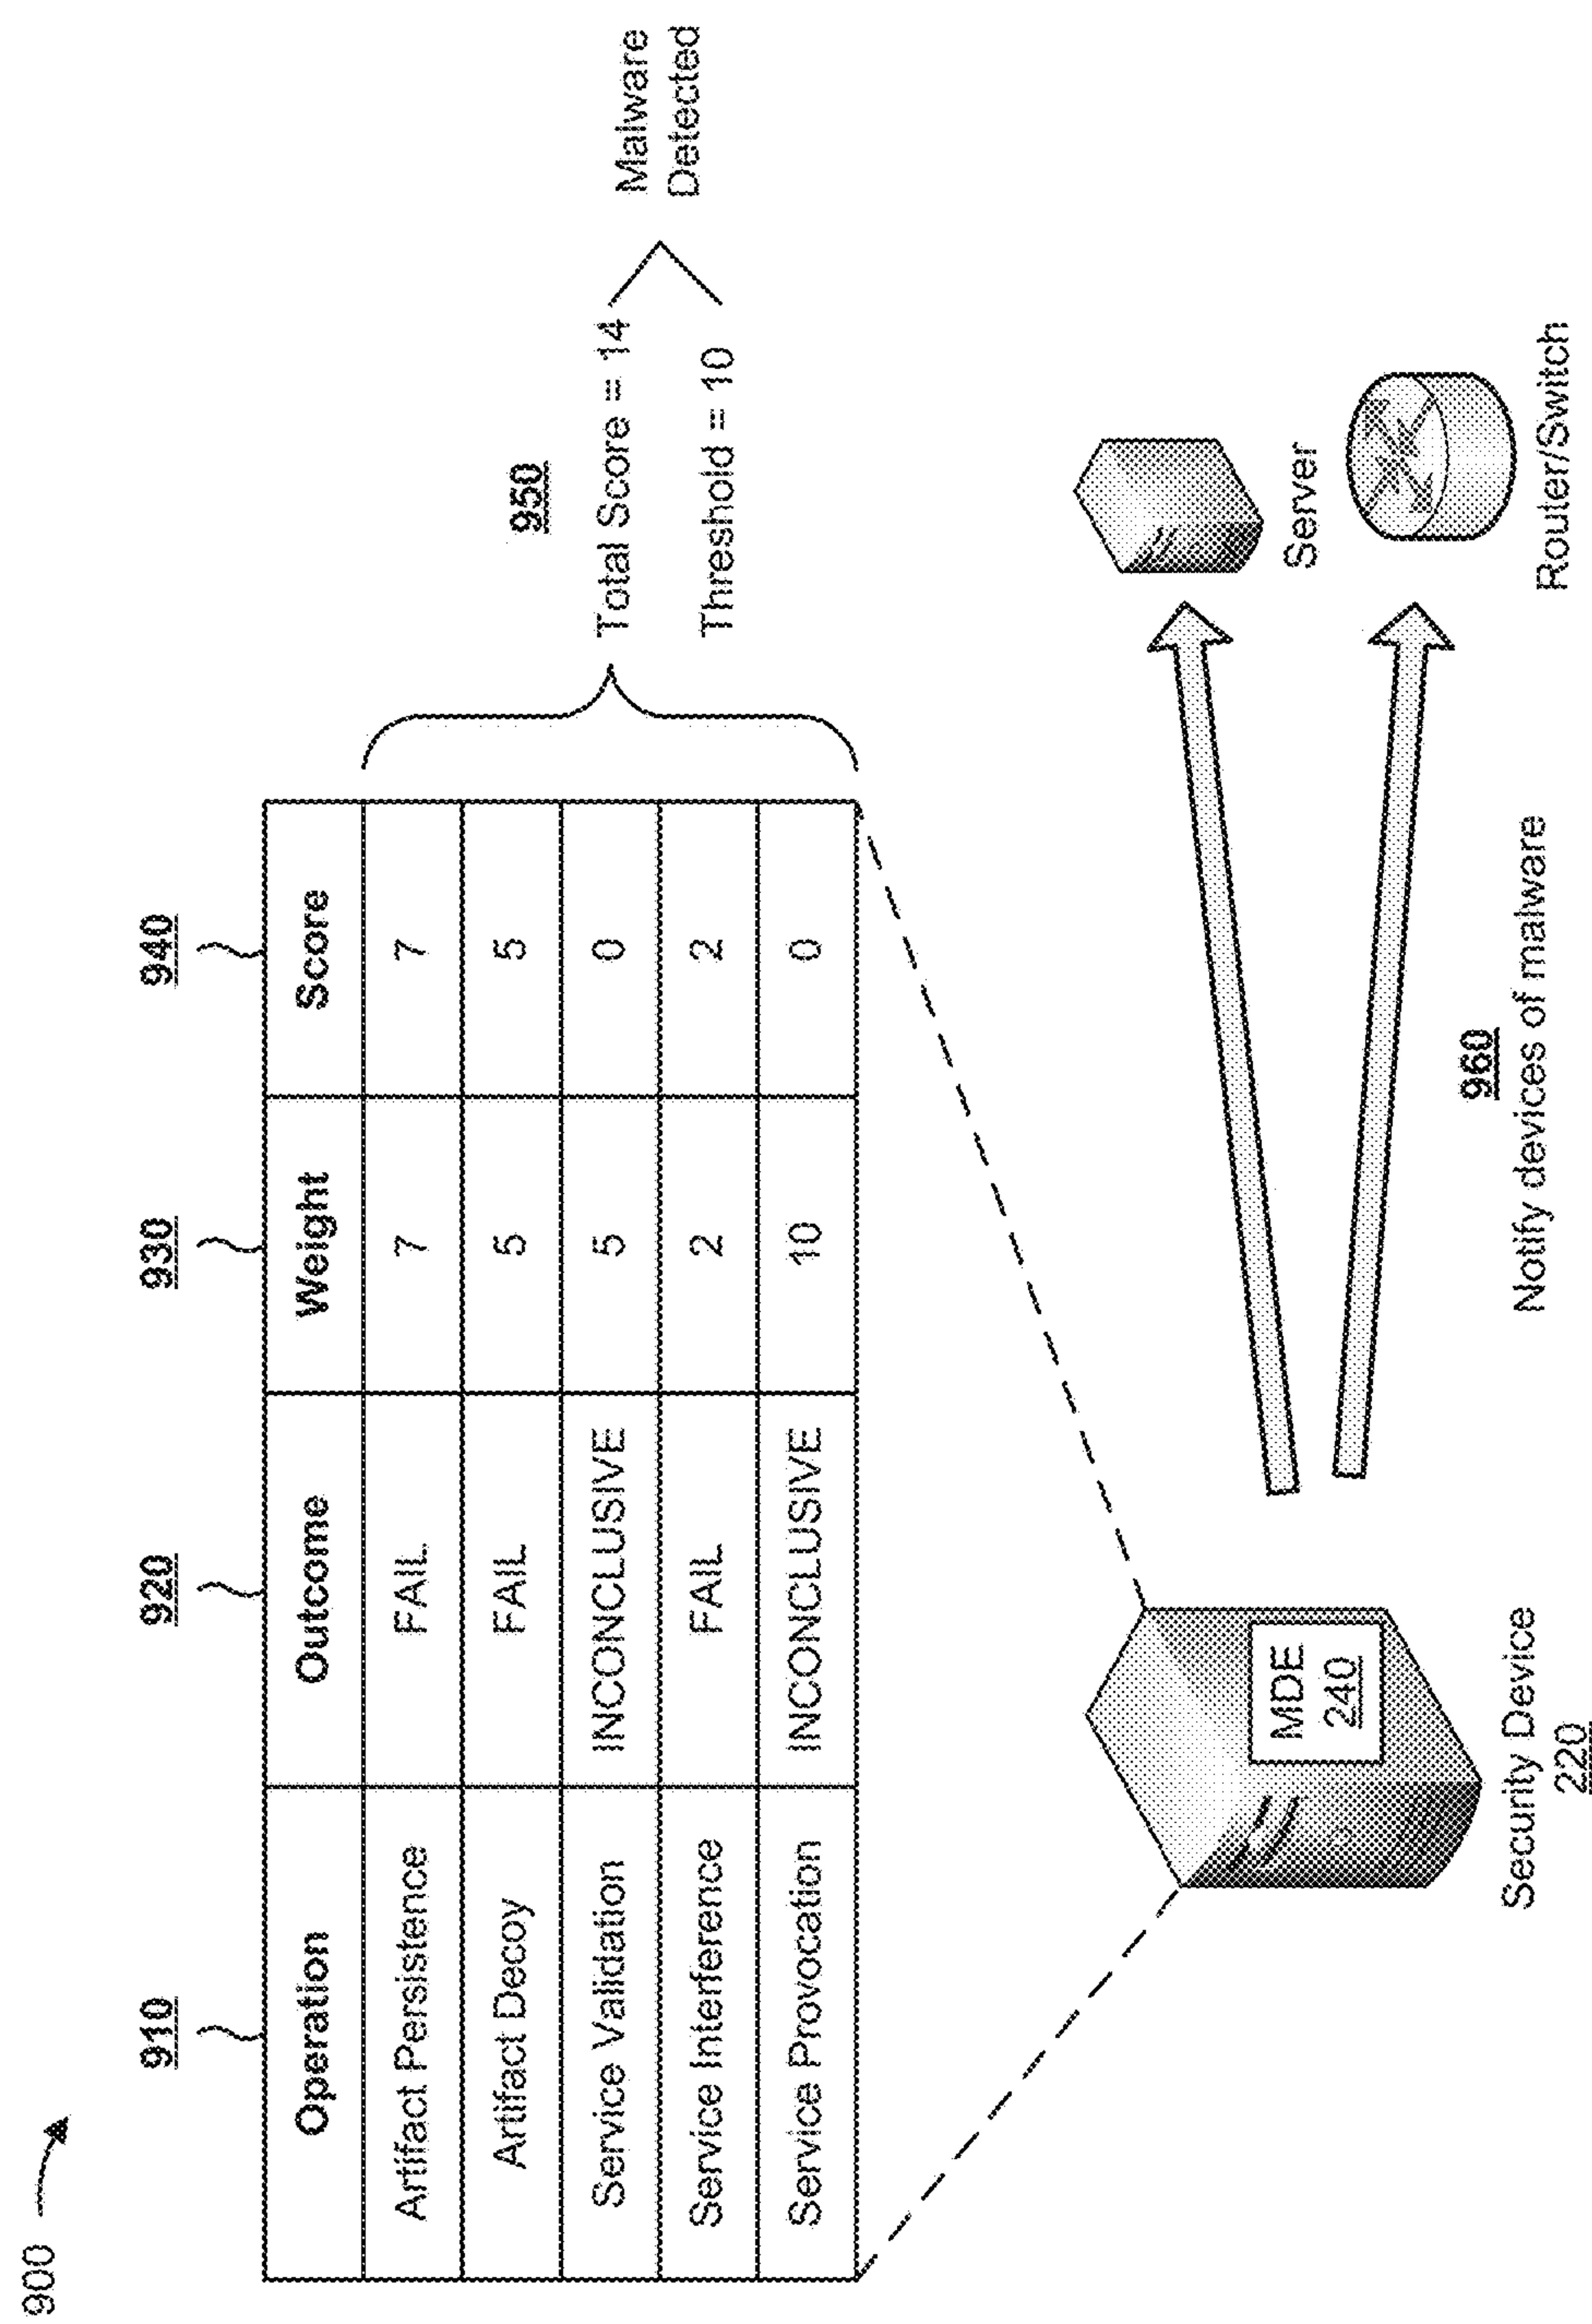 900
910 920 930 940
Operation Outcome Weight Score
Artifact Persistence FAIL 7 7
Artifact Decoy FAIL 5 5
Service Validation INCONCLUSIVE 5 0
Service Interference FAIL 2 2
Service Provocation INCONCLUSIVE 10 0
950
Total Score = 14
Threshold = 10
Malware
Detected
MDE
240
Security Device
220
960
Notify devices of malware
Server
Router/Switch